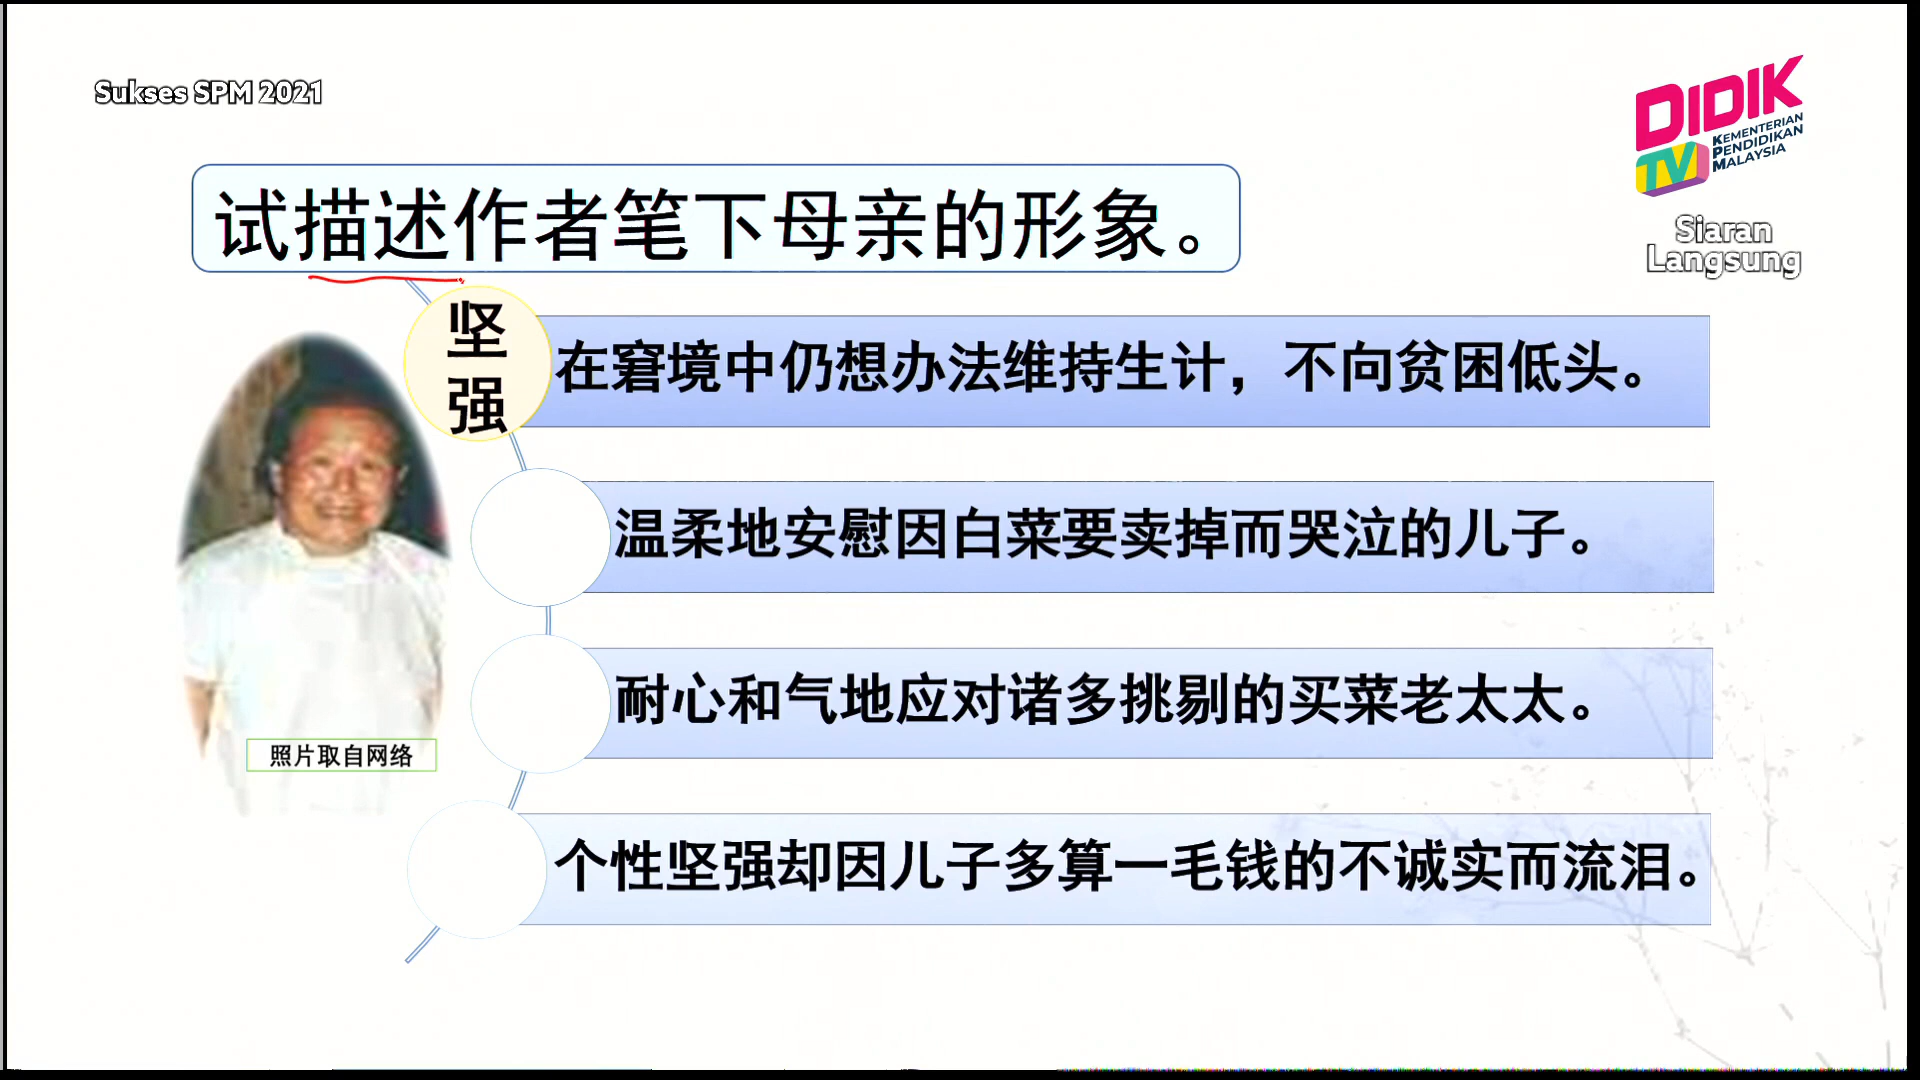 Sukses SPM 2021
DIDIK
TV
KEMENTERIAN
PENDIDIKAN
MALAYSIA
Siaran
Langsung
试描述作者笔下母亲的形象。
坚
强
在窘境中仍想办法维持生计，不向贫困低头。
温柔地安慰因白菜要卖掉而哭泣的儿子。
耐心和气地应对诸多挑剔的买菜老太太。
照片取自网络
个性坚强却因儿子多算一毛钱的不诚实而流泪。